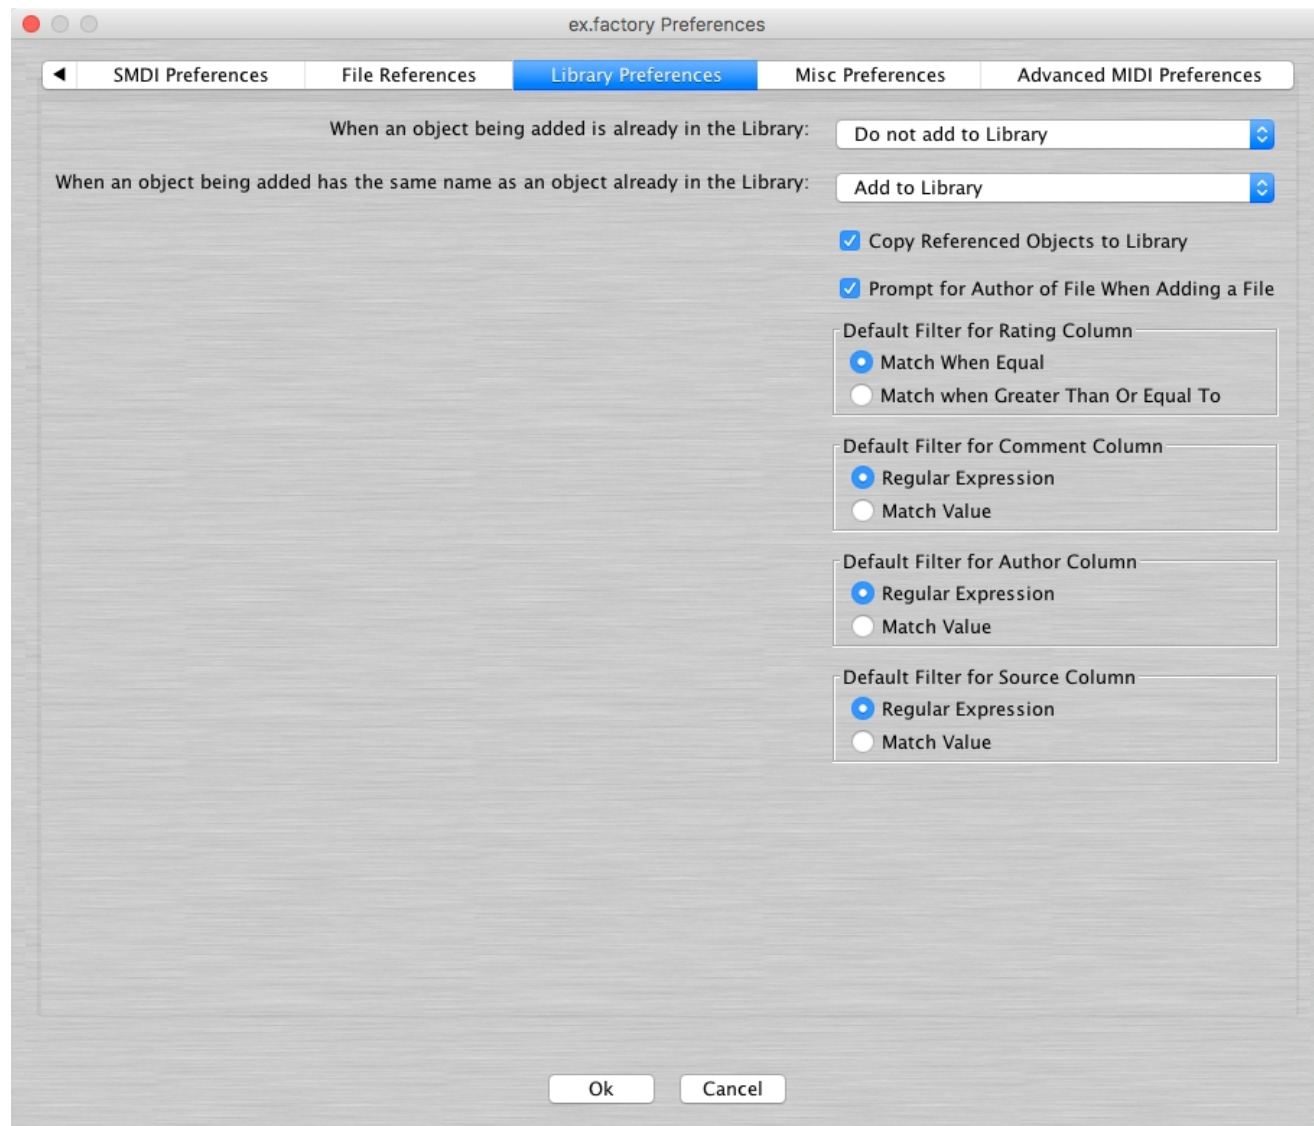 ex.factory Preferences
SMDI Preferences File References Library Preferences Misc Preferences Advanced MIDI Preferences
When an object being added is already in the Library: Do not add to Library
When an object being added has the same name as an object already in the Library: Add to Library
Copy Referenced Objects to Library
Prompt for Author of File When Adding a File
Default Filter for Rating Column
Match When Equal
Match when Greater Than Or Equal To
Default Filter for Comment Column
Regular Expression
Match Value
Default Filter for Author Column
Regular Expression
Match Value
Default Filter for Source Column
Regular Expression
Match Value
Ok Cancel